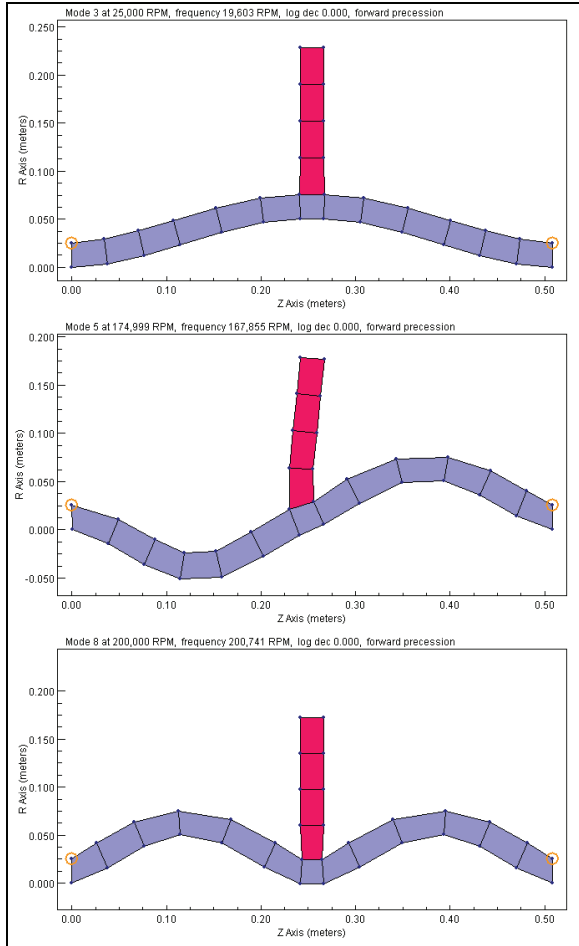 Mode 3 at 25,000 RPM, frequency 19,603 RPM, log dec 0.000, forward precession
0.250
0.200
0.150
0.100
0.050
0.000
R Axis (meters)
0.00 0.10 0.20 0.30 0.40 0.50
Z Axis (meters)
Mode 5 at 174,999 RPM, frequency 167,855 RPM, log dec 0.000, forward precession
0.200
0.150
0.100
0.050
0.000
-0.050
R Axis (meters)
0.00 0.10 0.20 0.30 0.40 0.50
Z Axis (meters)
Mode 8 at 200,000 RPM, frequency 200,741 RPM, log dec 0.000, forward precession
0.200
0.150
0.100
0.050
0.000
R Axis (meters)
0.00 0.10 0.20 0.30 0.40 0.50
Z Axis (meters)